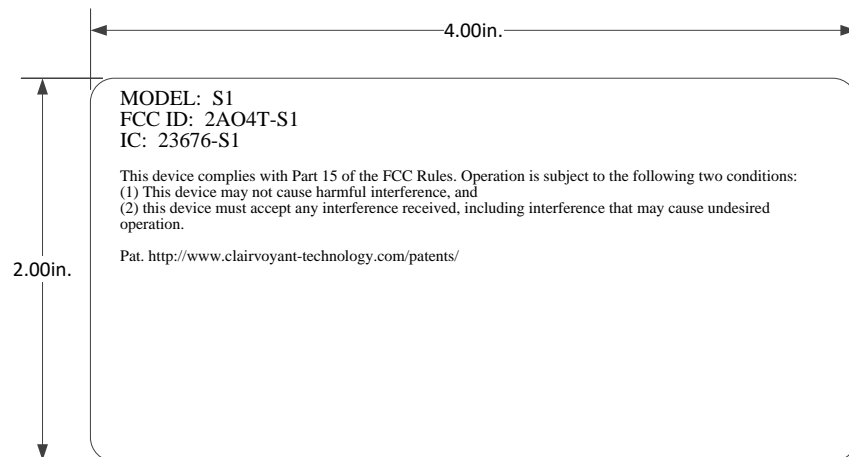 4.00in.
MODEL: S1
FCC ID: 2AO4T-S1
IC: 23676-S1
This device complies with Part 15 of the FCC Rules. Operation is subject to the following two conditions:
(1) This device may not cause harmful interference, and
(2) this device must accept any interference received, including interference that may cause undesired
operation.
Pat. http://www.clairvoyant-technology.com/patents/
2.00in.